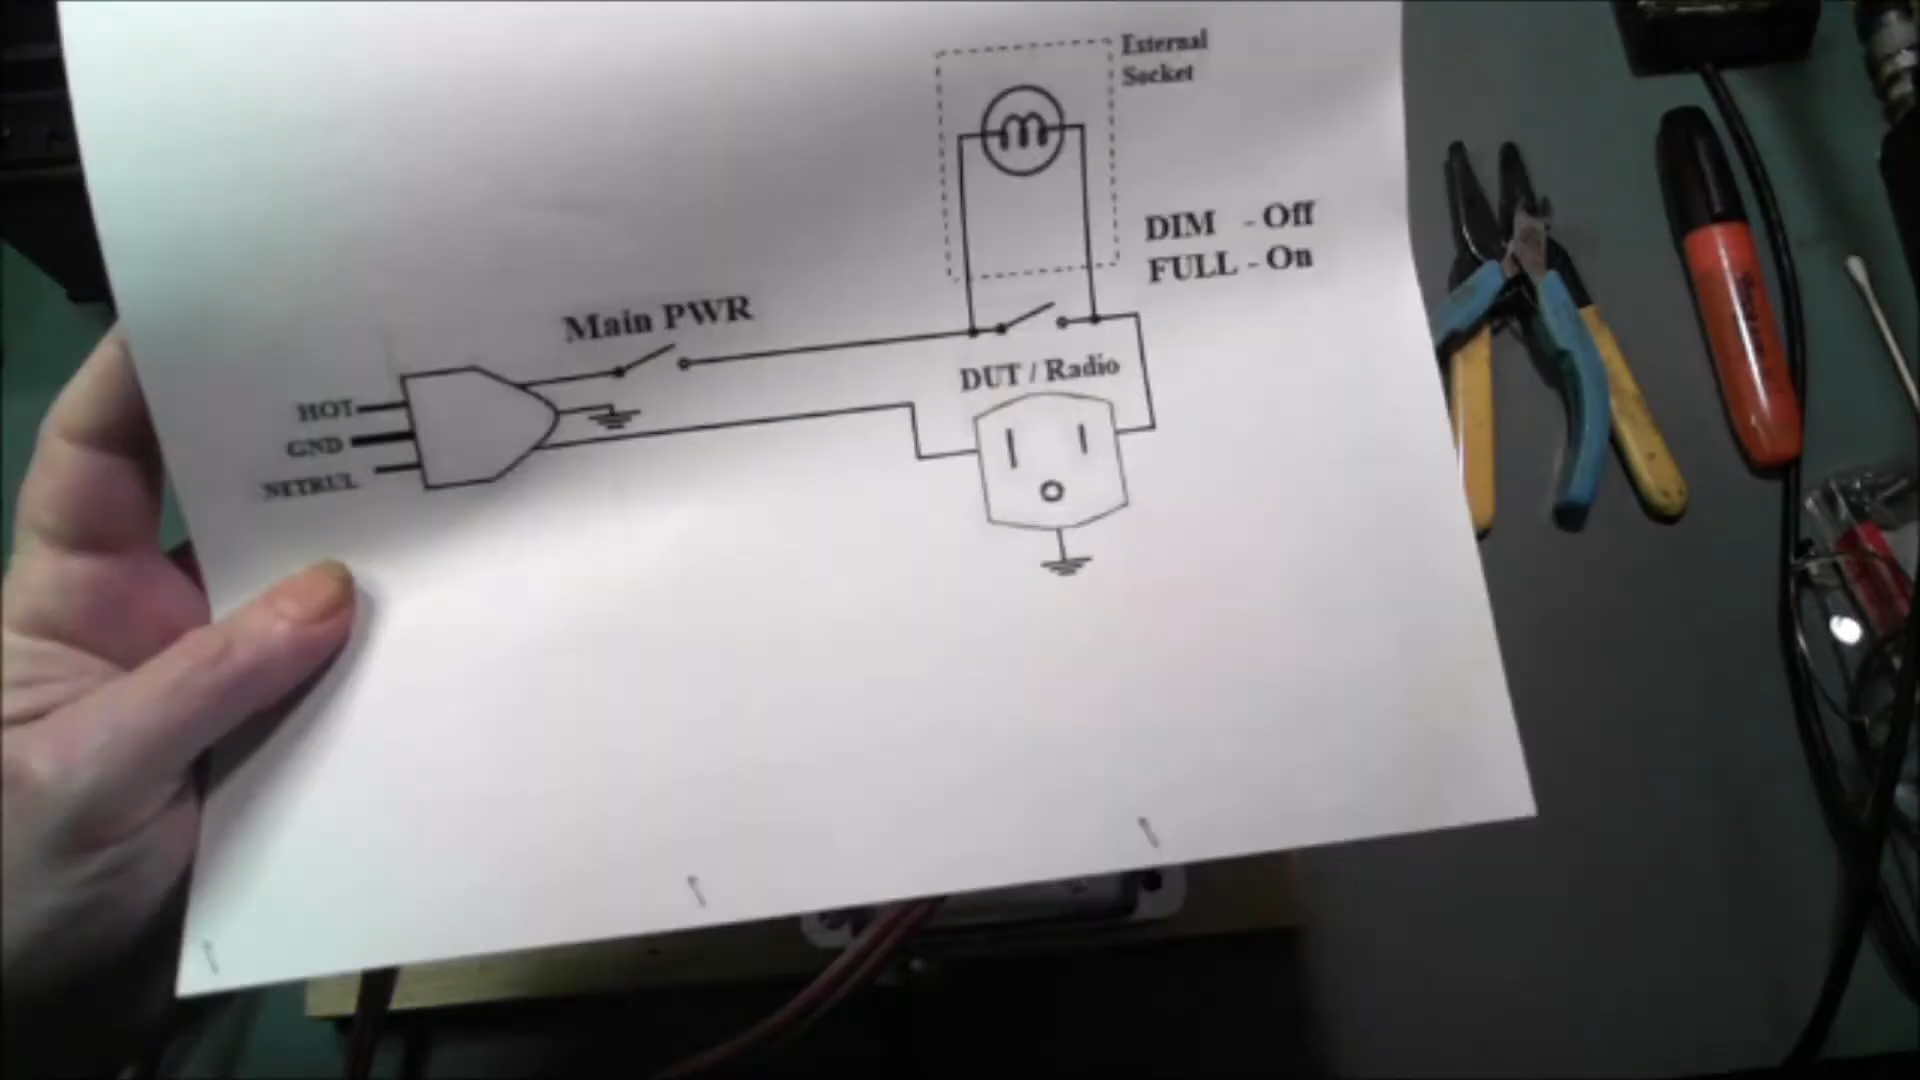 External
Socket
DIM - Off
FULL - On
Main PWR
DUT / Radio
HOT
GND
NETRUL